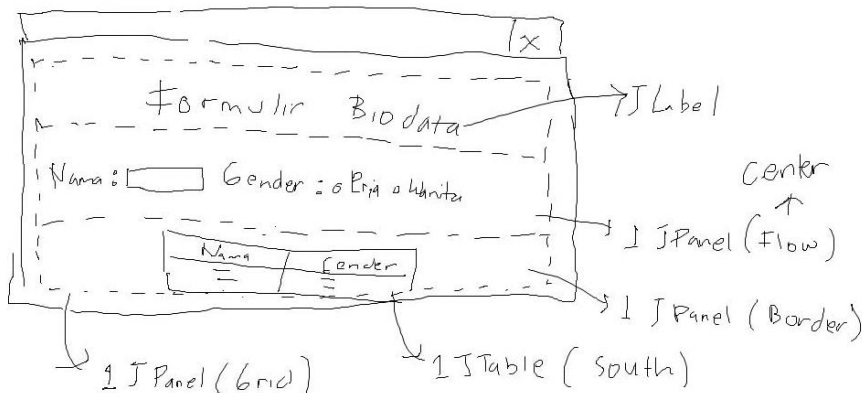 X
Formulir Biodata
JLabel
Nama : Gender : o Pria o Wanita
Center
1 JPanel (Flow)
Nama Gender
1 JPanel (Border)
1 JPanel (Grid)
1 JTable (South)